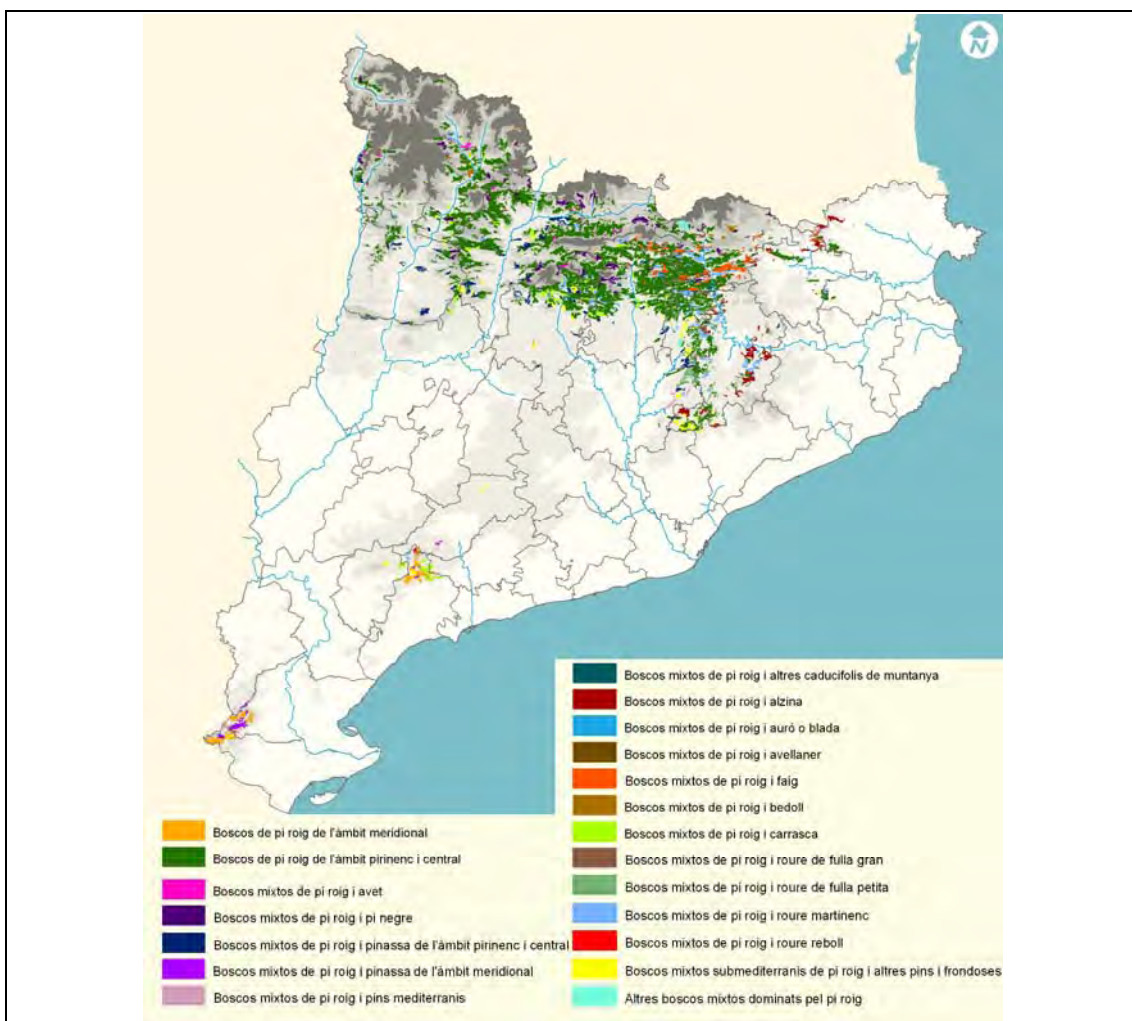 N
Boscos de pi roig de l'àmbit meridional
Boscos de pi roig de l'àmbit pirinenc i central
Boscos mixtos de pi roig i avet
Boscos mixtos de pi roig i pi negre
Boscos mixtos de pi roig i pinassa de l'àmbit pirinenc i central
Boscos mixtos de pi roig i pinassa de l'àmbit meridional
Boscos mixtos de pi roig i pins mediterranis
Boscos mixtos de pi roig i altres caducifolis de muntanya
Boscos mixtos de pi roig i alzina
Boscos mixtos de pi roig i auró o blada
Boscos mixtos de pi roig i avellaner
Boscos mixtos de pi roig i faig
Boscos mixtos de pi roig i bedoll
Boscos mixtos de pi roig i carrasca
Boscos mixtos de pi roig i roure de fulla gran
Boscos mixtos de pi roig i roure de fulla petita
Boscos mixtos de pi roig i roure martinenc
Boscos mixtos de pi roig i roure reboll
Boscos mixtos submediterranis de pi roig i altres pins i frondoses
Altres boscos mixtos dominats pel pi roig